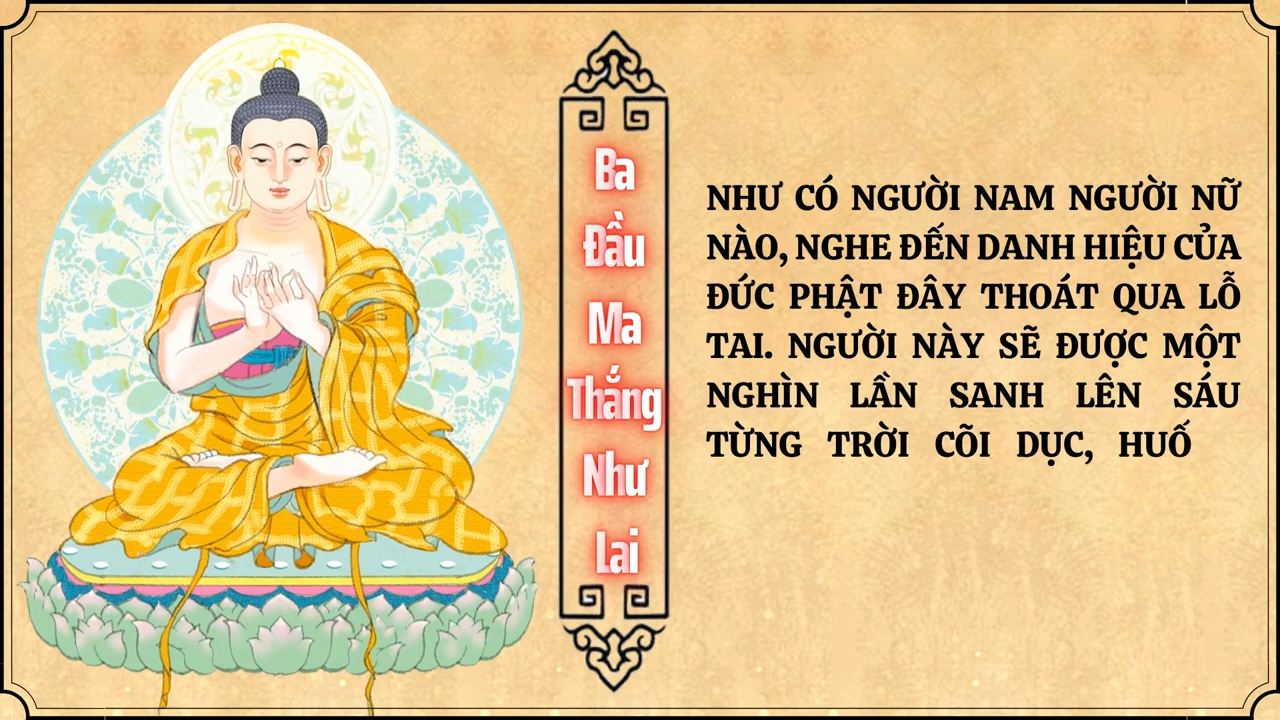 Ba
Đầu
Ma
Thắng
Như
Lai
NHƯ CÓ NGƯỜI NAM NGƯỜI NỮ
NÀO, NGHE ĐẾN DANH HIỆU CỦA
ĐỨC PHẬT ĐÂY THOÁT QUA LỖ
TAI. NGƯỜI NÀY SẼ ĐƯỢC MỘT
NGHÌN LẦN SANH LÊN SÁU
TỪNG TRỜI CÕI DỤC, HUỐ